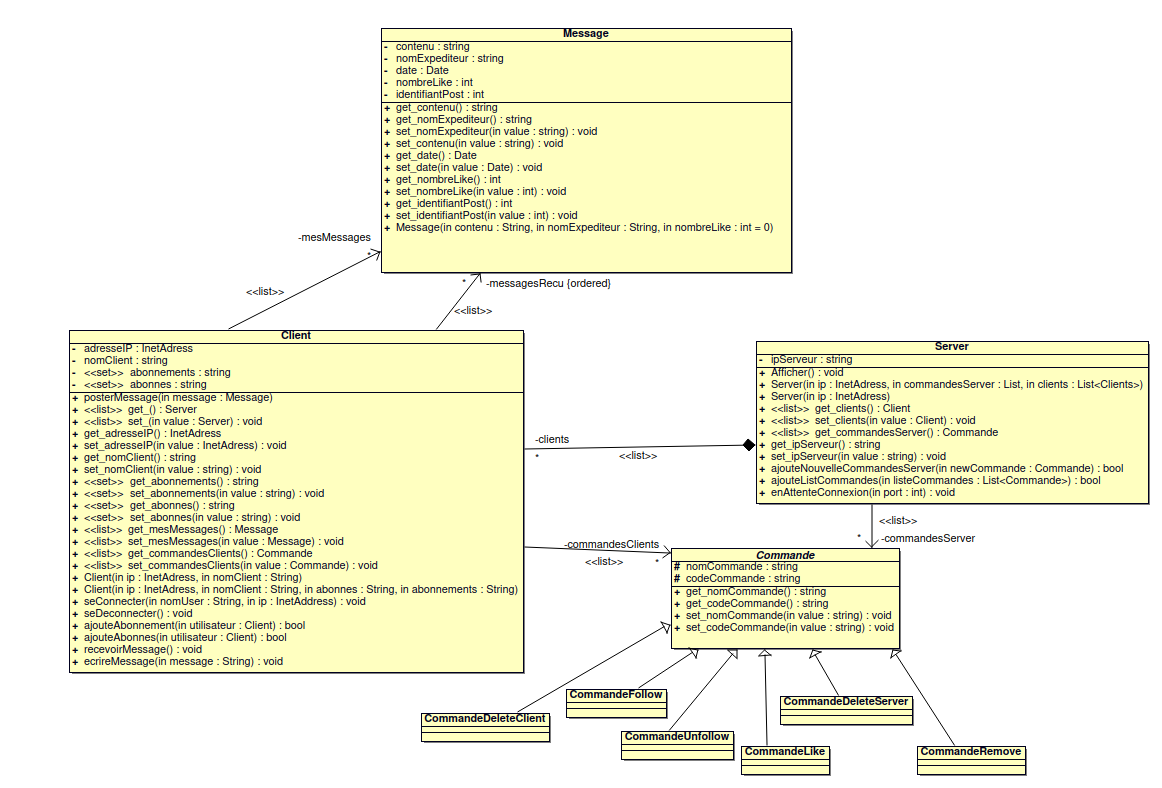 Message
- contenu : string
- nomExpediteur : string
- date : Date
- nombreLike : int
- identifiantPost : int
+ get_contenu() : string
+ get_nomExpediteur() : string
+ set_nomExpediteur(in value : string) : void
+ set_contenu(in value : string) : void
+ get_date() : Date
+ set_date(in value : Date) : void
+ get_nombreLike() : int
+ set_nombreLike(in value : int) : void
+ get_identifiantPost() : int
+ set_identifiantPost(in value : int) : void
+ Message(in contenu : String, in nomExpediteur : String, in nombreLike : int = 0)
-mesMessages
*
<<list>>
* -messagesRecu {ordered}
<<list>>
Client
- adresseIP : InetAdress
- nomClient : string
- <<set>> abonnements : string
- <<set>> abonnes : string
+ posterMessage(in message : Message)
+ <<list>> get_() : Server
+ <<list>> set_(in value : Server) : void
+ get_adresseIP() : InetAdress
+ set_adresseIP(in value : InetAdress) : void
+ get_nomClient() : string
+ set_nomClient(in value : string) : void
+ <<set>> get_abonnements() : string
+ <<set>> set_abonnements(in value : string) : void
+ <<set>> get_abonnes() : string
+ <<set>> set_abonnes(in value : string) : void
+ <<list>> get_mesMessages() : Message
+ <<list>> set_mesMessages(in value : Message) : void
+ <<list>> get_commandesClients() : Commande
+ <<list>> set_commandesClients(in value : Commande) : void
+ Client(in ip : InetAdress, in nomClient : String)
+ Client(in ip : InetAdress, in nomClient : String, in abonnes : String, in abonnements : String)
+ seConnecter(in nomUser : String, in ip : InetAddress) : void
+ seDeconnecter() : void
+ ajouteAbonnement(in utilisateur : Client) : bool
+ ajouteAbonnes(in utilisateur : Client) : bool
+ recevoirMessage() : void
+ ecrireMessage(in message : String) : void
-clients
*
<<list>>
Server
- ipServeur : string
+ Afficher() : void
+ Server(in ip : InetAdress, in commandesServer : List, in clients : List<Clients>)
+ Server(in ip : InetAdress)
+ <<list>> get_clients() : Client
+ <<list>> set_clients(in value : Client) : void
+ <<list>> get_commandesServer() : Commande
+ get_ipServeur() : string
+ set_ipServeur(in value : string) : void
+ ajouteNouvelleCommandesServer(in newCommande : Commande) : bool
+ ajouteListCommandes(in listeCommandes : List<Commande>) : bool
+ enAttenteConnexion(in port : int) : void
<<list>>
* -commandesServer
-commandesClients
<<list>> *
Commande
# nomCommande : string
# codeCommande : string
+ get_nomCommande() : string
+ get_codeCommande() : string
+ set_nomCommande(in value : string) : void
+ set_codeCommande(in value : string) : void
CommandeDeleteClient
CommandeFollow
CommandeUnfollow
CommandeLike
CommandeDeleteServer
CommandeRemove